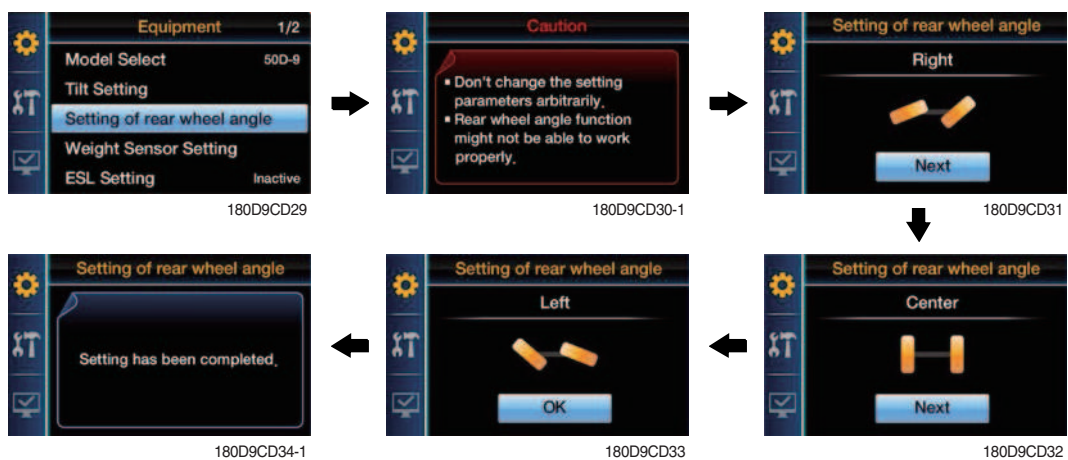 Equipment 1/2
Model Select 50D-9
Tilt Setting
Setting of rear wheel angle
Weight Sensor Setting
ESL Setting Inactive
180D9CD29
Caution
▪ Don't change the setting
parameters arbitrarily.
▪ Rear wheel angle function
might not be able to work
properly.
180D9CD30-1
Setting of rear wheel angle
Right
Next
180D9CD31
Setting of rear wheel angle
Center
Next
180D9CD32
Setting of rear wheel angle
Left
OK
180D9CD33
Setting of rear wheel angle
Setting has been completed.
180D9CD34-1